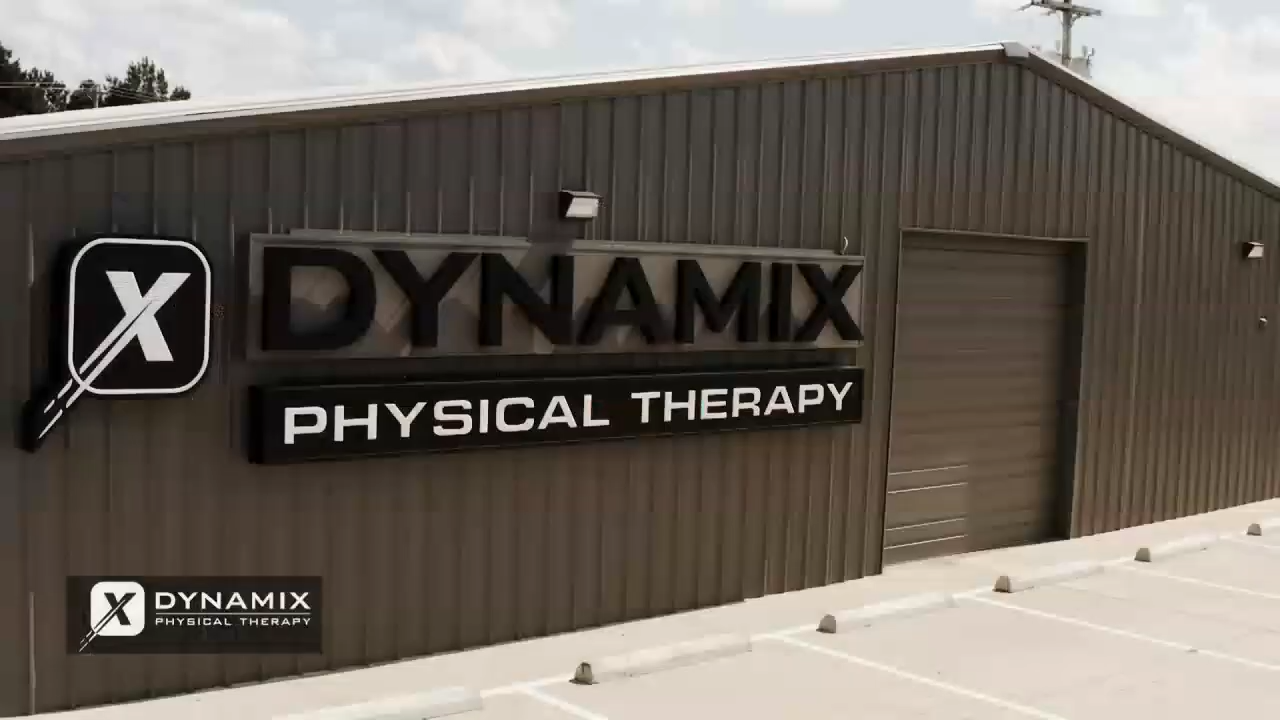 X
DYNAMIX
PHYSICAL THERAPY
X
DYNAMIX
PHYSICAL THERAPY